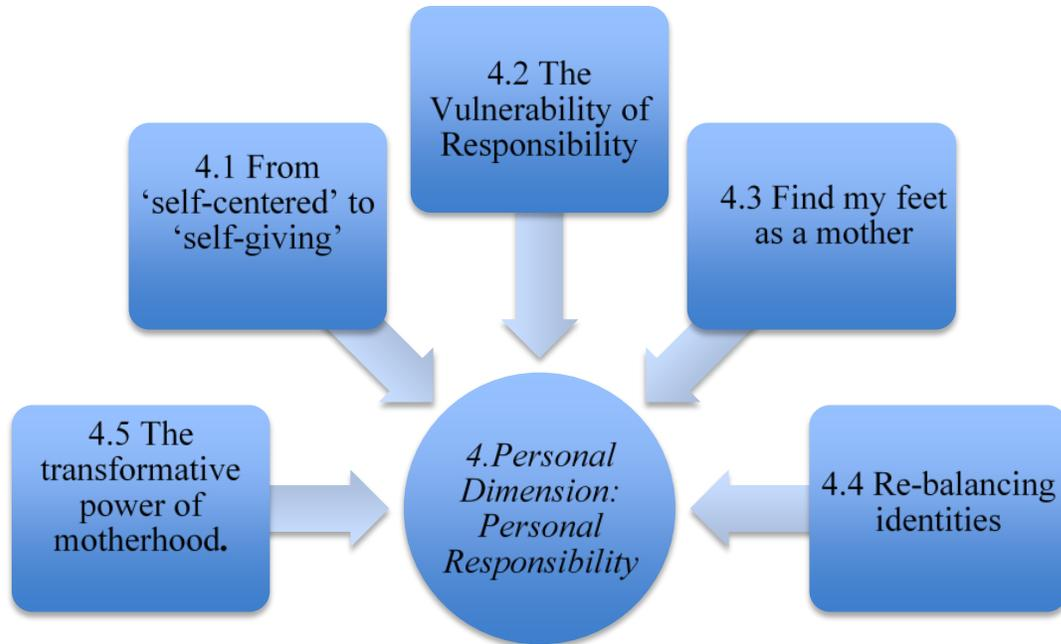 4.1 From
‘self-centered’ to
‘self-giving’
4.2 The
Vulnerability of
Responsibility
4.3 Find my feet
as a mother
4.4 Re-balancing
identities
4.5 The
transformative
power of
motherhood.
4.Personal
Dimension:
Personal
Responsibility